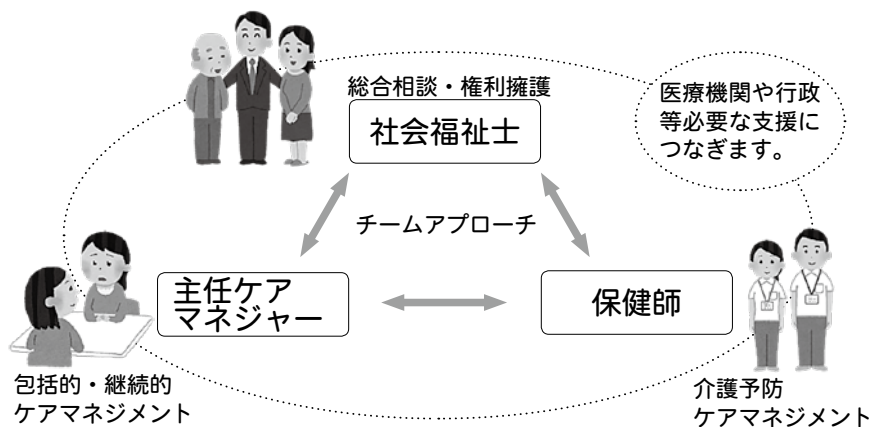 総合相談・権利擁護
社会福祉士
医療機関や行政
等必要な支援に
つなぎます。
チームアプローチ
主任ケア
マネジャー
保健師
包括的・継続的
ケアマネジメント
介護予防
ケアマネジメント